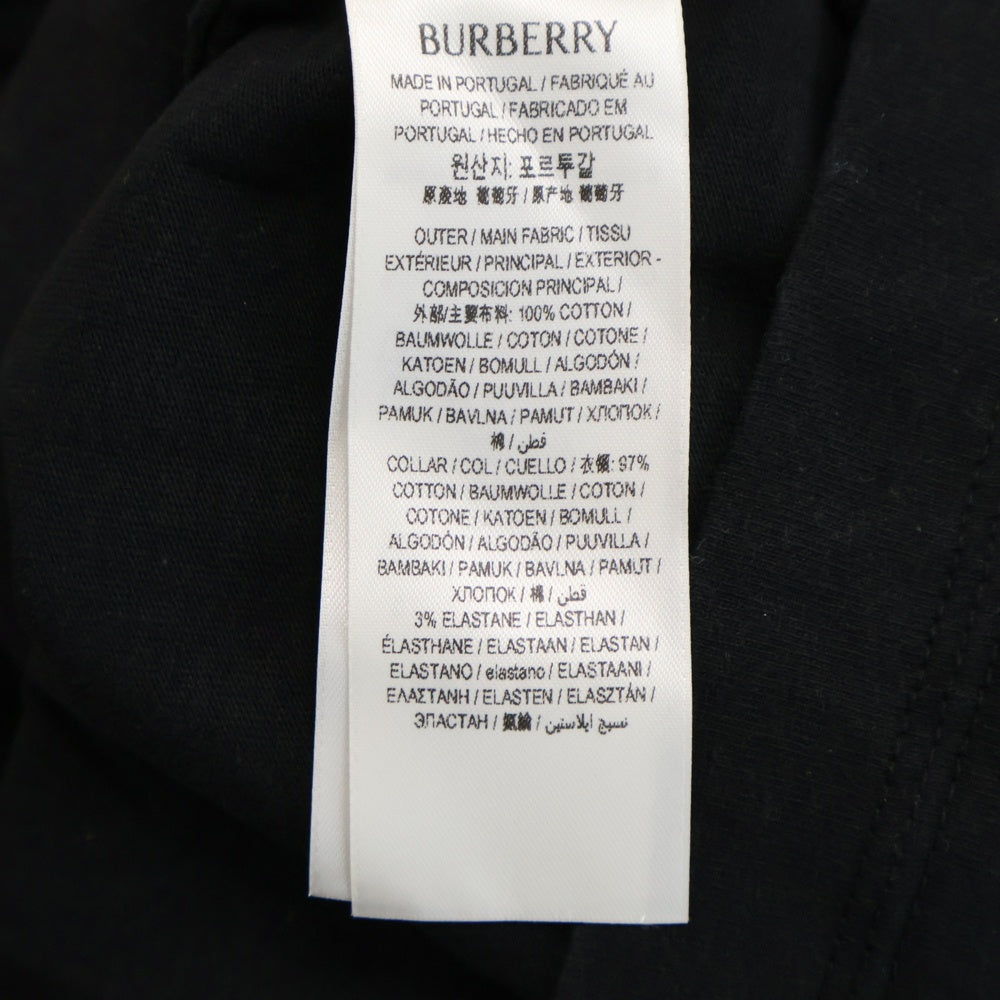 BURBERRY
MADE IN PORTUGAL / FABRIQUÉ AU
PORTUGAL / FABRICADO EM
PORTUGAL / HECHO EN PORTUGAL
원산지: 포르투갈
原産地 葡萄牙 / 原产地 葡萄牙
OUTER / MAIN FABRIC / TISSU
EXTÉRIEUR / PRINCIPAL / EXTERIOR -
COMPOSICION PRINCIPAL /
外部/主要布料: 100% COTTON /
BAUMWOLLE / COTON / COTONE /
KATOEN / BOMULL / ALGODÓN /
ALGODÃO / PUUVILLA / BAMBAKI /
PAMUK / BAVLNA / PAMUT / ХЛОПОК /
棉 / قطن
COLLAR / COL / CUELLO / 衣领: 97%
COTTON / BAUMWOLLE / COTON /
COTONE / KATOEN / BOMULL /
ALGODÓN / ALGODÃO / PUUVILLA /
BAMBAKI / PAMUK / BAVLNA / PAMUT /
ХЛОПОК / 棉 / قطن
3% ELASTANE / ELASTHAN /
ÉLASTHANE / ELASTAAN / ELASTAN /
ELASTANO / elastano / ELASTAANI /
ΕΛΑΣΤΑΝΗ / ELASTEN / ELASZTÁN /
ЭЛАСТАН / 氨綸 / نسيج ايلاستين